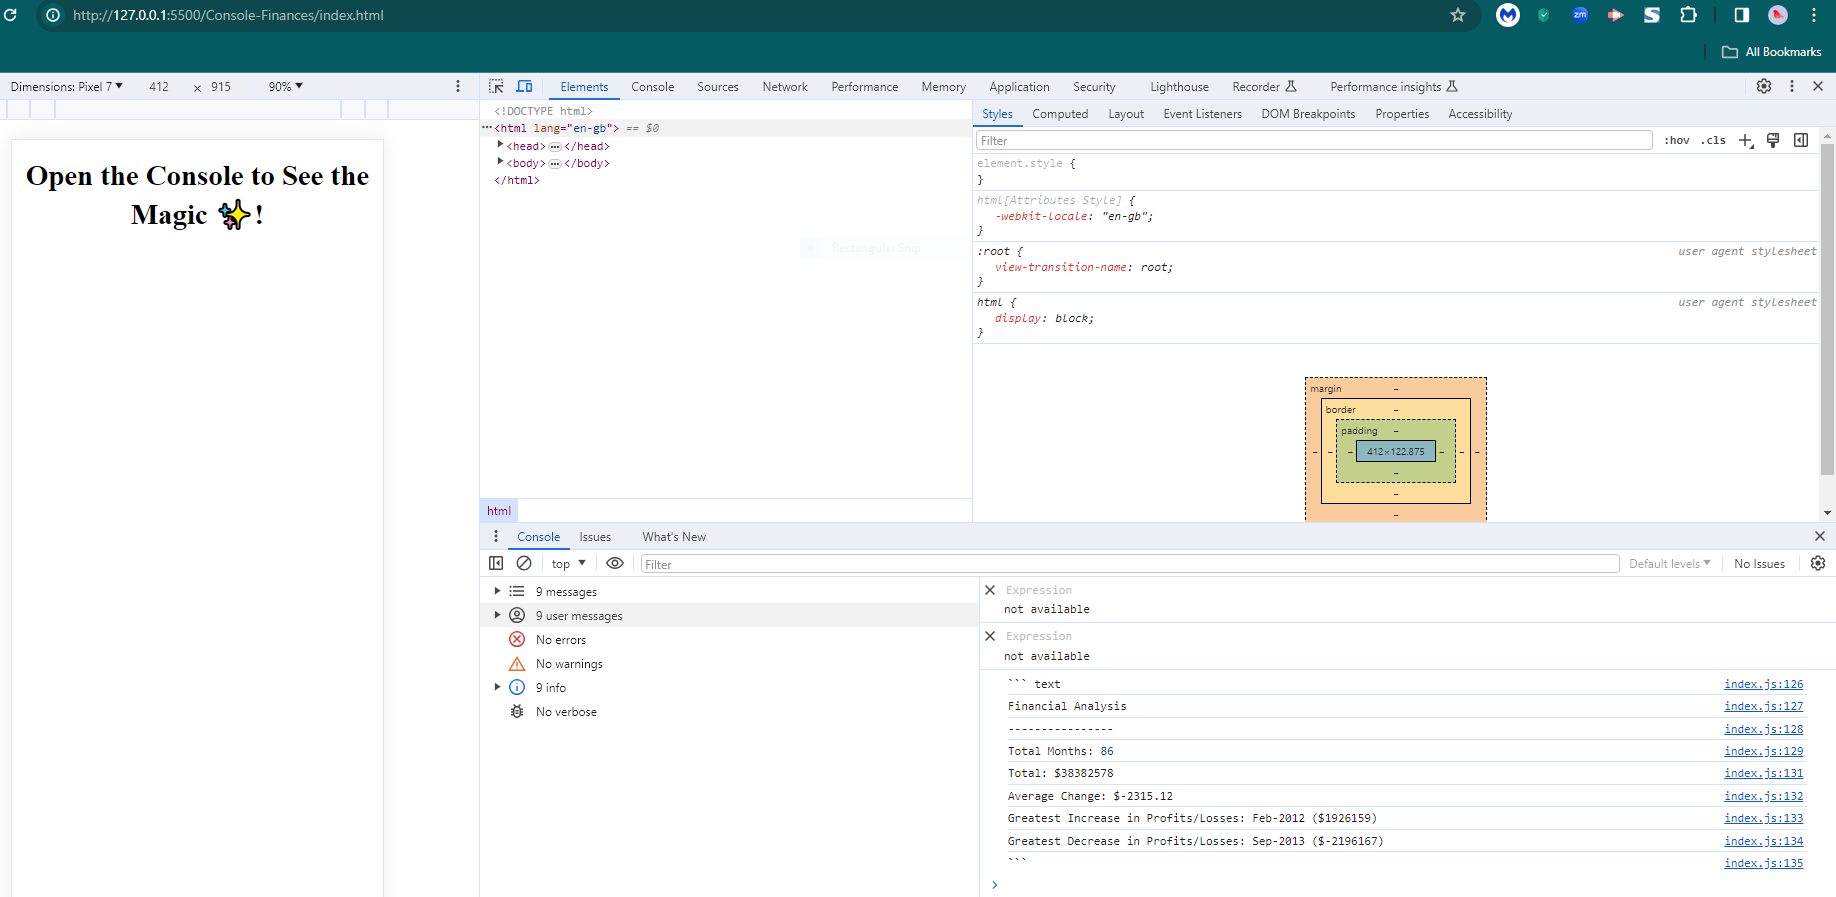 http://127.0.0.1:5500/Console-Finances/index.html
zm
All Bookmarks
Dimensions: Pixel 7 412 × 915 90%
Elements Console Sources Network Performance Memory Application Security Lighthouse Recorder Performance insights
<!DOCTYPE html>
<html lang="en-gb"> == $0
<head> </head>
<body> </body>
</html>
Open the Console to See the
Magic ✨!
Rectangular Snip
html
Styles Computed Layout Event Listeners DOM Breakpoints Properties Accessibility
Filter :hov .cls
element.style {
}
html[Attributes Style] {
-webkit-locale: "en-gb";
}
:root { user agent stylesheet
view-transition-name: root;
}
html { user agent stylesheet
display: block;
}
margin -
border -
padding -
- - - 412×122.875 - - -
-
-
-
Console Issues What's New
top Filter Default levels No Issues
9 messages
9 user messages
No errors
No warnings
9 info
No verbose
Expression
not available
Expression
not available
``` text index.js:126
Financial Analysis index.js:127
---------------- index.js:128
Total Months: 86 index.js:129
Total: $38382578 index.js:131
Average Change: $-2315.12 index.js:132
Greatest Increase in Profits/Losses: Feb-2012 ($1926159) index.js:133
Greatest Decrease in Profits/Losses: Sep-2013 ($-2196167) index.js:134
``` index.js:135